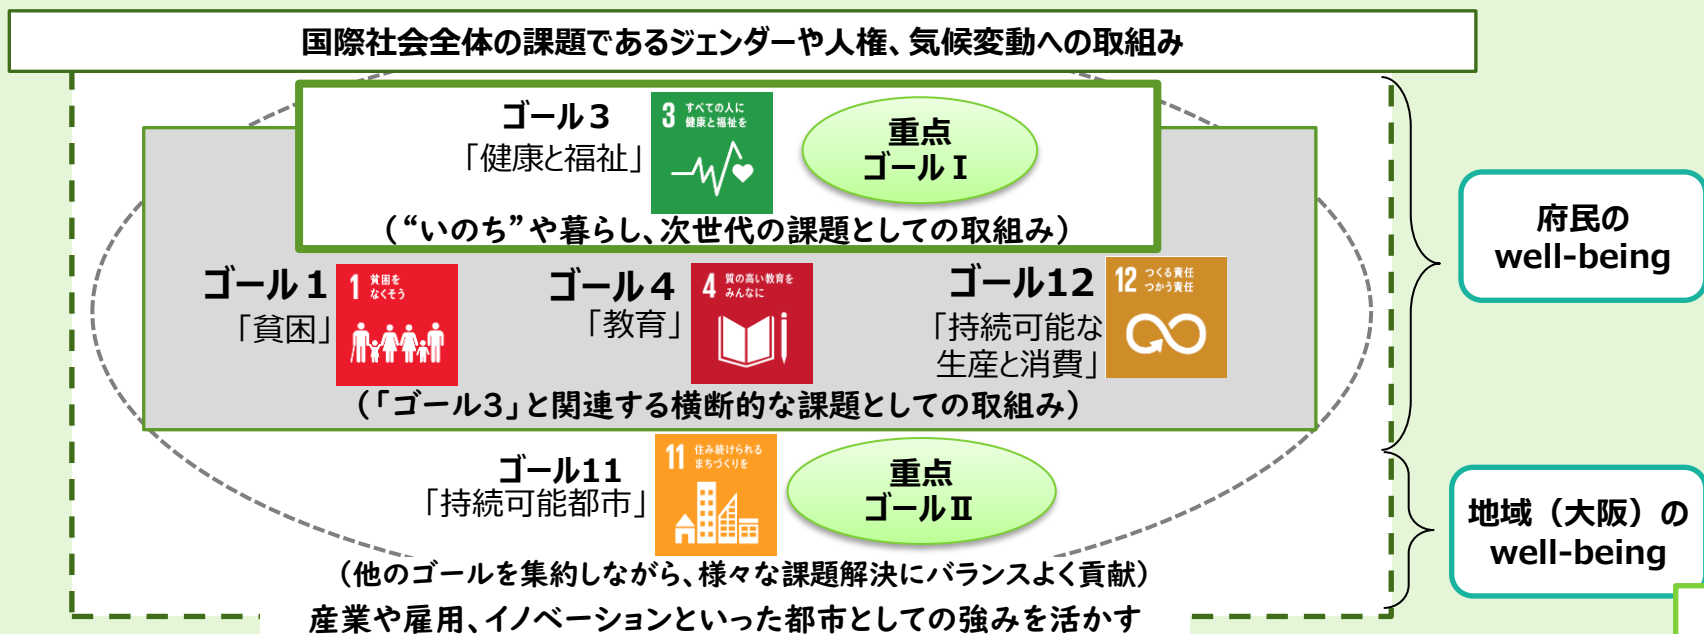 国際社会全体の課題であるジェンダーや人権、気候変動への取組み
ゴール3
「健康と福祉」
3 すべての人に
健康と福祉を
重点
ゴールⅠ
（“いのち”や暮らし、次世代の課題としての取組み）
ゴール1
「貧困」
1 貧困を
なくそう
ゴール4
「教育」
4 質の高い教育を
みんなに
ゴール12
「持続可能な
生産と消費」
12 つくる責任
つかう責任
（「ゴール3」と関連する横断的な課題としての取組み）
ゴール11
「持続可能都市」
11 住み続けられる
まちづくりを
重点
ゴールⅡ
（他のゴールを集約しながら、様々な課題解決にバランスよく貢献）
産業や雇用、イノベーションといった都市としての強みを活かす
府民の
well-being
地域（大阪）の
well-being